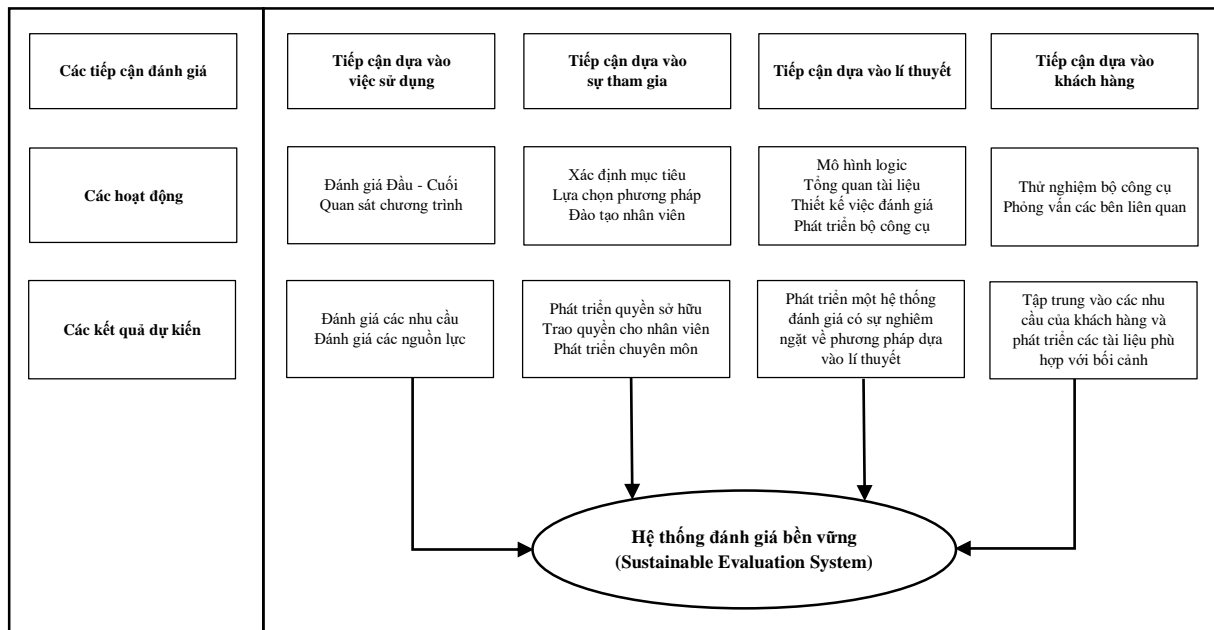 Các tiếp cận đánh giá
Tiếp cận dựa vào
việc sử dụng
Tiếp cận dựa vào
sự tham gia
Tiếp cận dựa vào lí thuyết
Tiếp cận dựa vào
khách hàng
Các hoạt động
Đánh giá Đầu - Cuối
Quan sát chương trình
Xác định mục tiêu
Lựa chọn phương pháp
Đào tạo nhân viên
Mô hình logic
Tổng quan tài liệu
Thiết kế việc đánh giá
Phát triển bộ công cụ
Thử nghiệm bộ công cụ
Phỏng vấn các bên liên quan
Các kết quả dự kiến
Đánh giá các nhu cầu
Đánh giá các nguồn lực
Phát triển quyền sở hữu
Trao quyền cho nhân viên
Phát triển chuyên môn
Phát triển một hệ thống
đánh giá có sự nghiêm
ngặt về phương pháp dựa
vào lí thuyết
Tập trung vào các nhu
cầu của khách hàng và
phát triển các tài liệu phù
hợp với bối cảnh
Hệ thống đánh giá bền vững
(Sustainable Evaluation System)